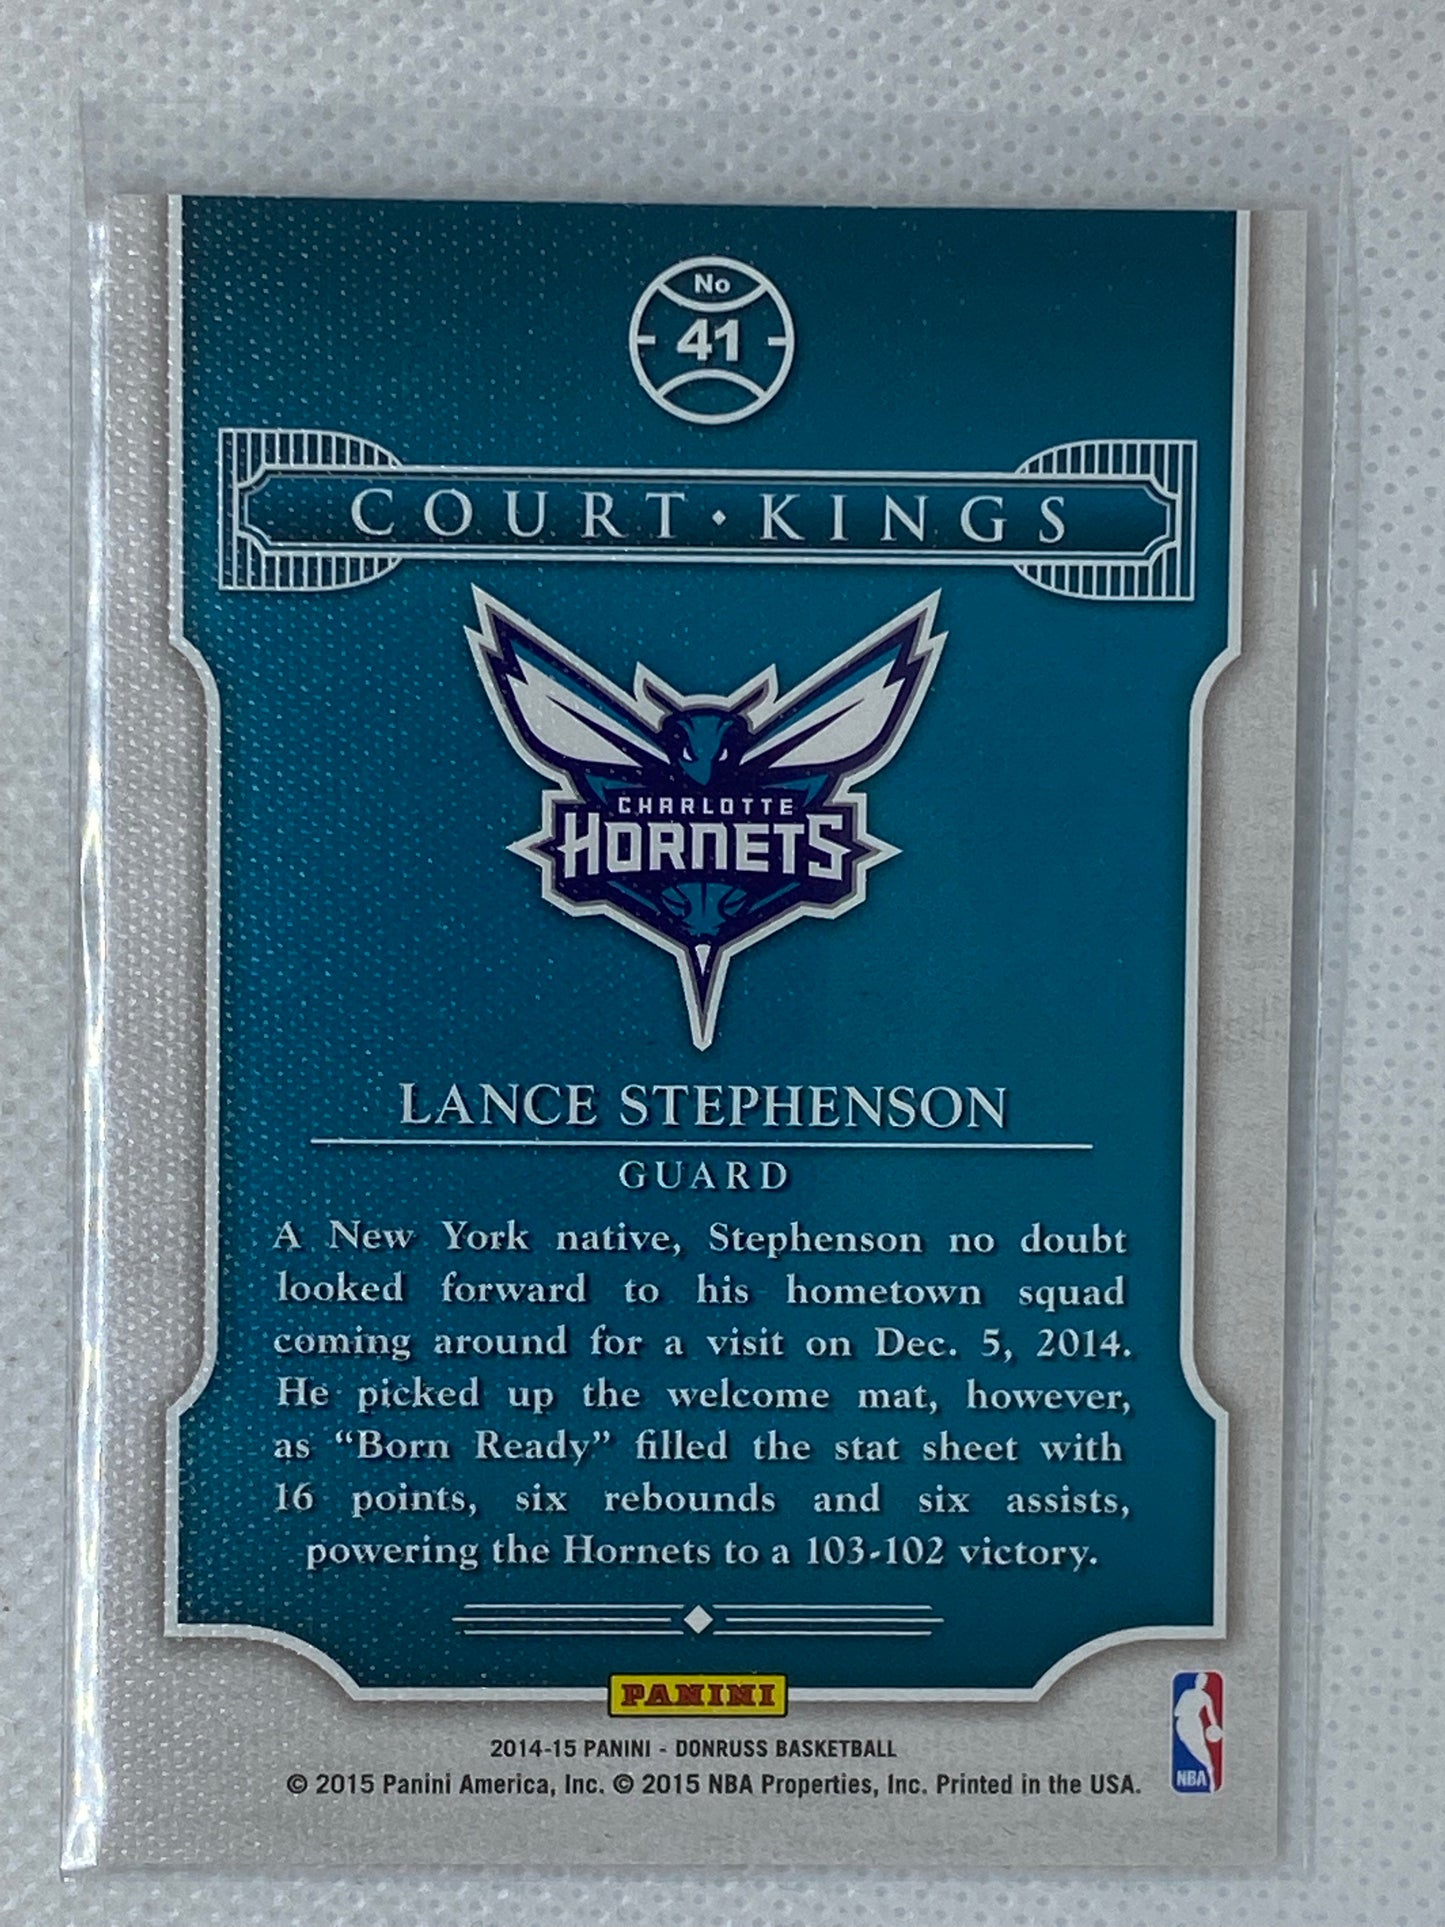 No
41
COURT · KINGS
CHARLOTTE
HORNETS
LANCE STEPHENSON
GUARD
A New York native, Stephenson no doubt
looked forward to his hometown squad
coming around for a visit on Dec. 5, 2014.
He picked up the welcome mat, however,
as “Born Ready” filled the stat sheet with
16 points, six rebounds and six assists,
powering the Hornets to a 103-102 victory.
PANINI
2014-15 PANINI - DONRUSS BASKETBALL
© 2015 Panini America, Inc. © 2015 NBA Properties, Inc. Printed in the USA.
NBA